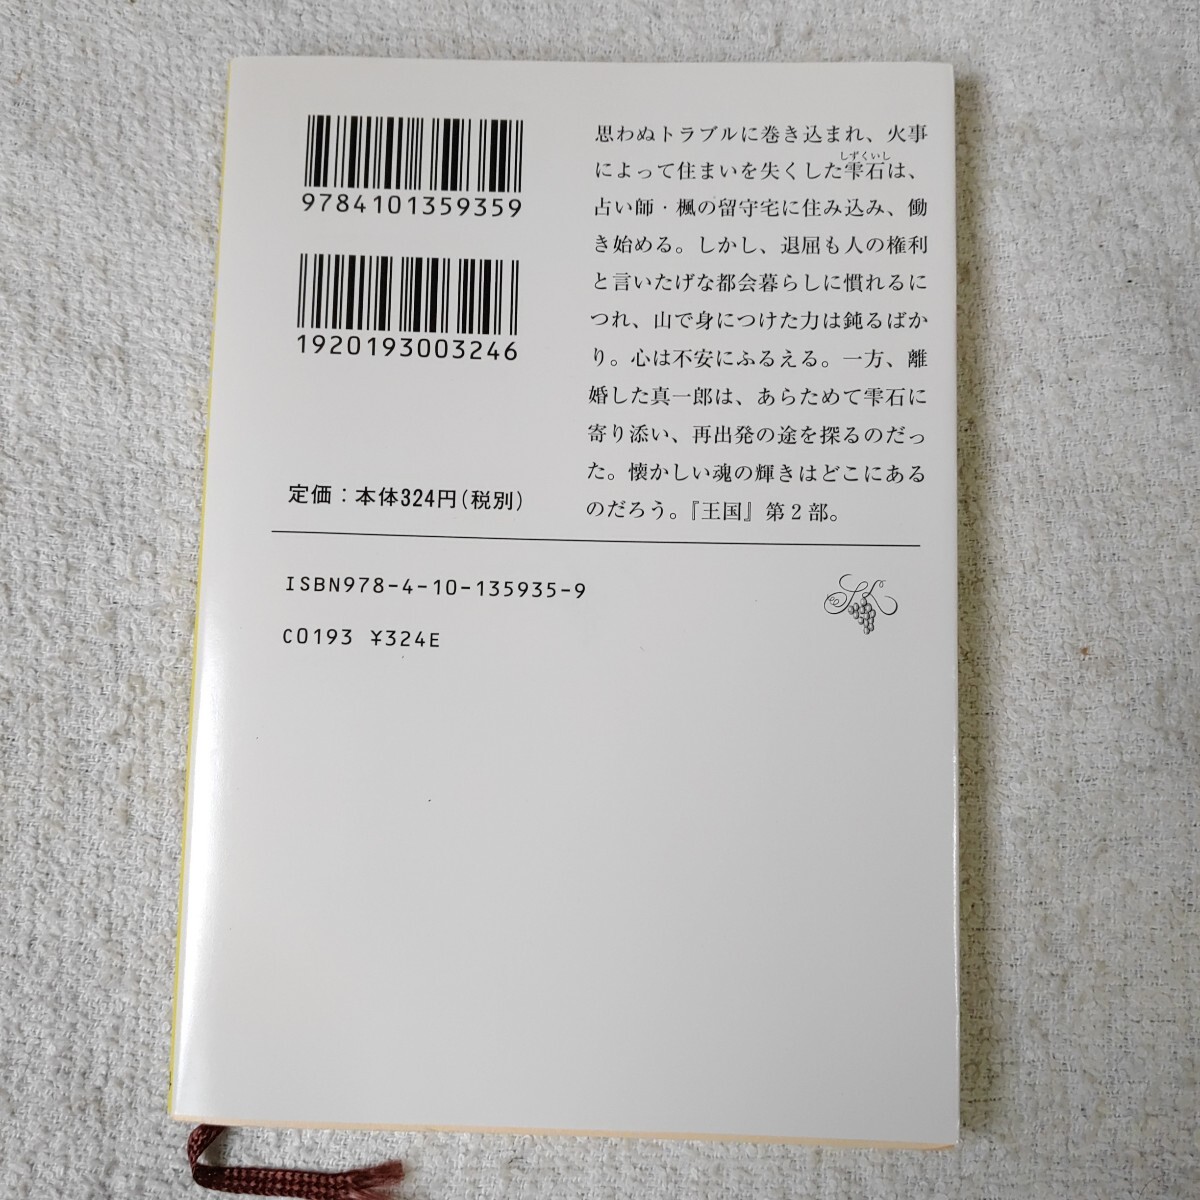 9784101359359
1920193003246
定価：本体324円(税別)
思わぬトラブルに巻き込まれ、火事
しずくいし
によって住まいを失くした雫石は、
占い師・楓の留守宅に住み込み、働
き始める。しかし、退屈も人の権利
と言いたげな都会暮らしに慣れるに
つれ、山で身につけた力は鈍るばか
り。心は不安にふるえる。一方、離
婚した真一郎は、あらためて雫石に
寄り添い、再出発の途を探るのだっ
た。懐かしい魂の輝きはどこにある
のだろう。『王国』第2部。
ISBN978-4-10-135935-9
C0193 ¥324E